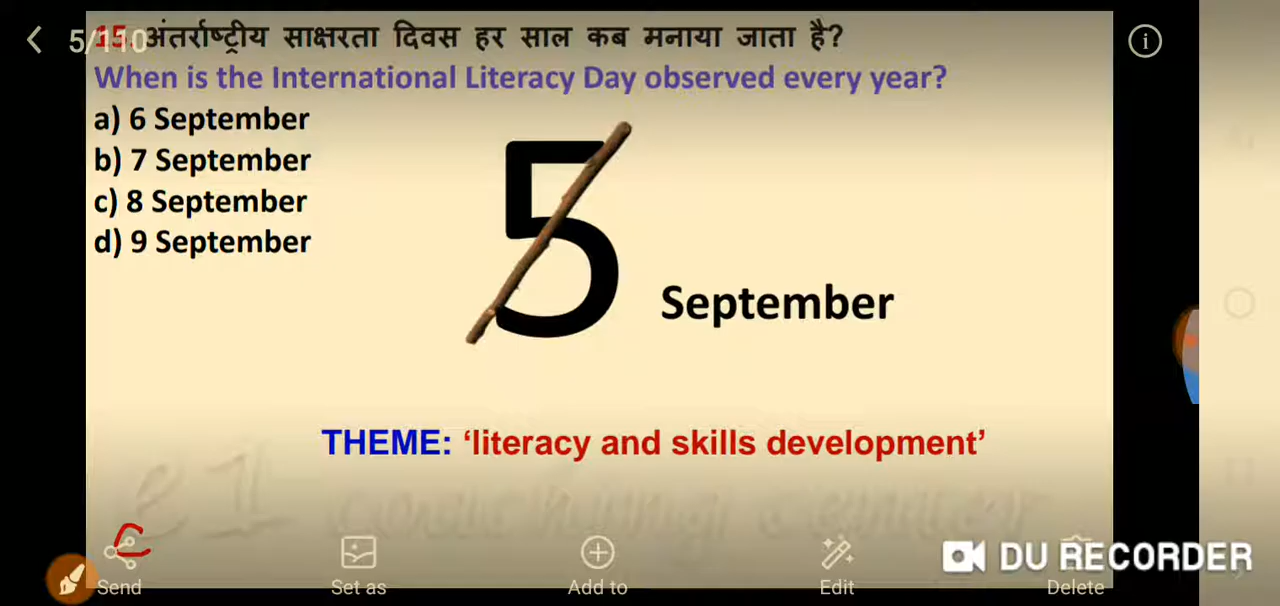 5/110
15. अंतर्राष्ट्रीय साक्षरता दिवस हर साल कब मनाया जाता है?
When is the International Literacy Day observed every year?
a) 6 September
b) 7 September
c) 8 September
d) 9 September
5
September
THEME: ‘literacy and skills development’
C
DU RECORDER
Send
Set as
Add to
Edit
Delete